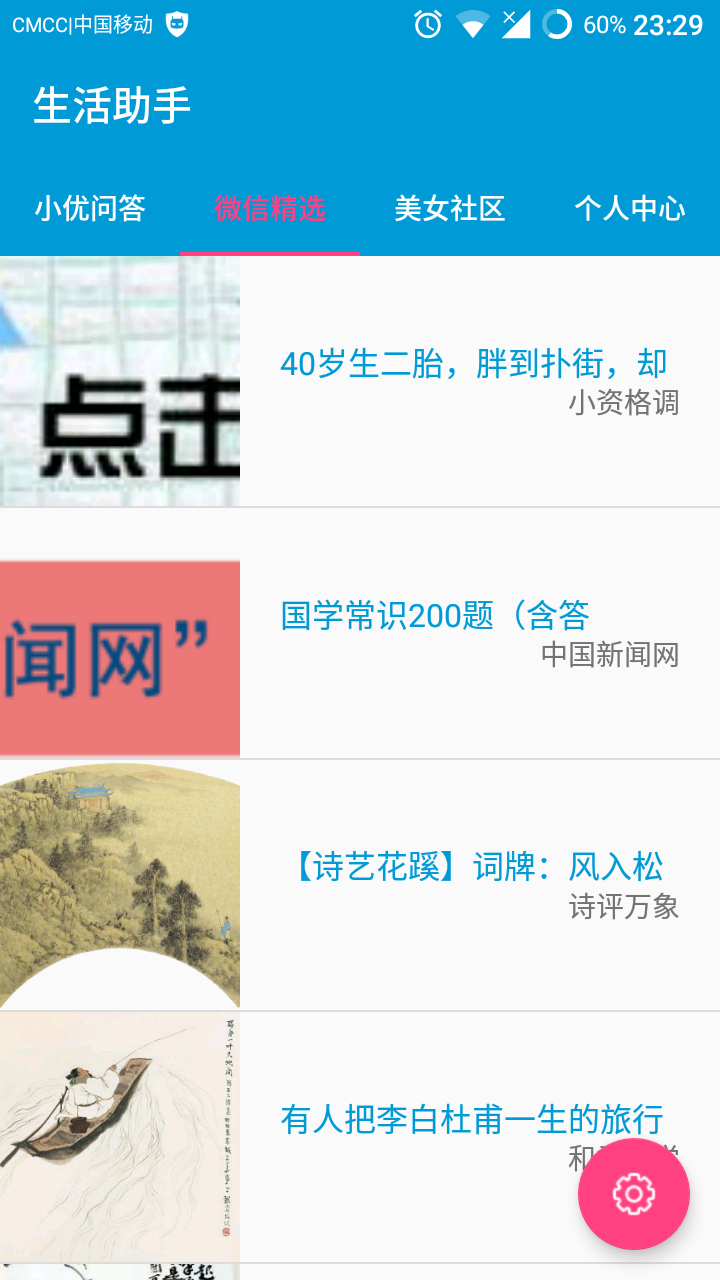 CMCC|中国移动
60% 23:29
生活助手
小优问答 微信精选 美女社区 个人中心
点击
40岁生二胎，胖到扑街，却
小资格调
闻网”
国学常识200题（含答
中国新闻网
【诗艺花蹊】词牌：风入松
诗评万象
有人把李白杜甫一生的旅行
和